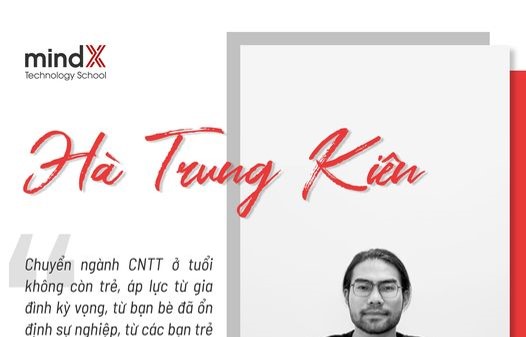 mindX
Technology School
Hà Trung Kiên
Chuyển ngành CNTT ở tuổi
không còn trẻ, áp lực từ gia
đình kỳ vọng, từ bạn bè đã ổn
định sự nghiệp, từ các bạn trẻ